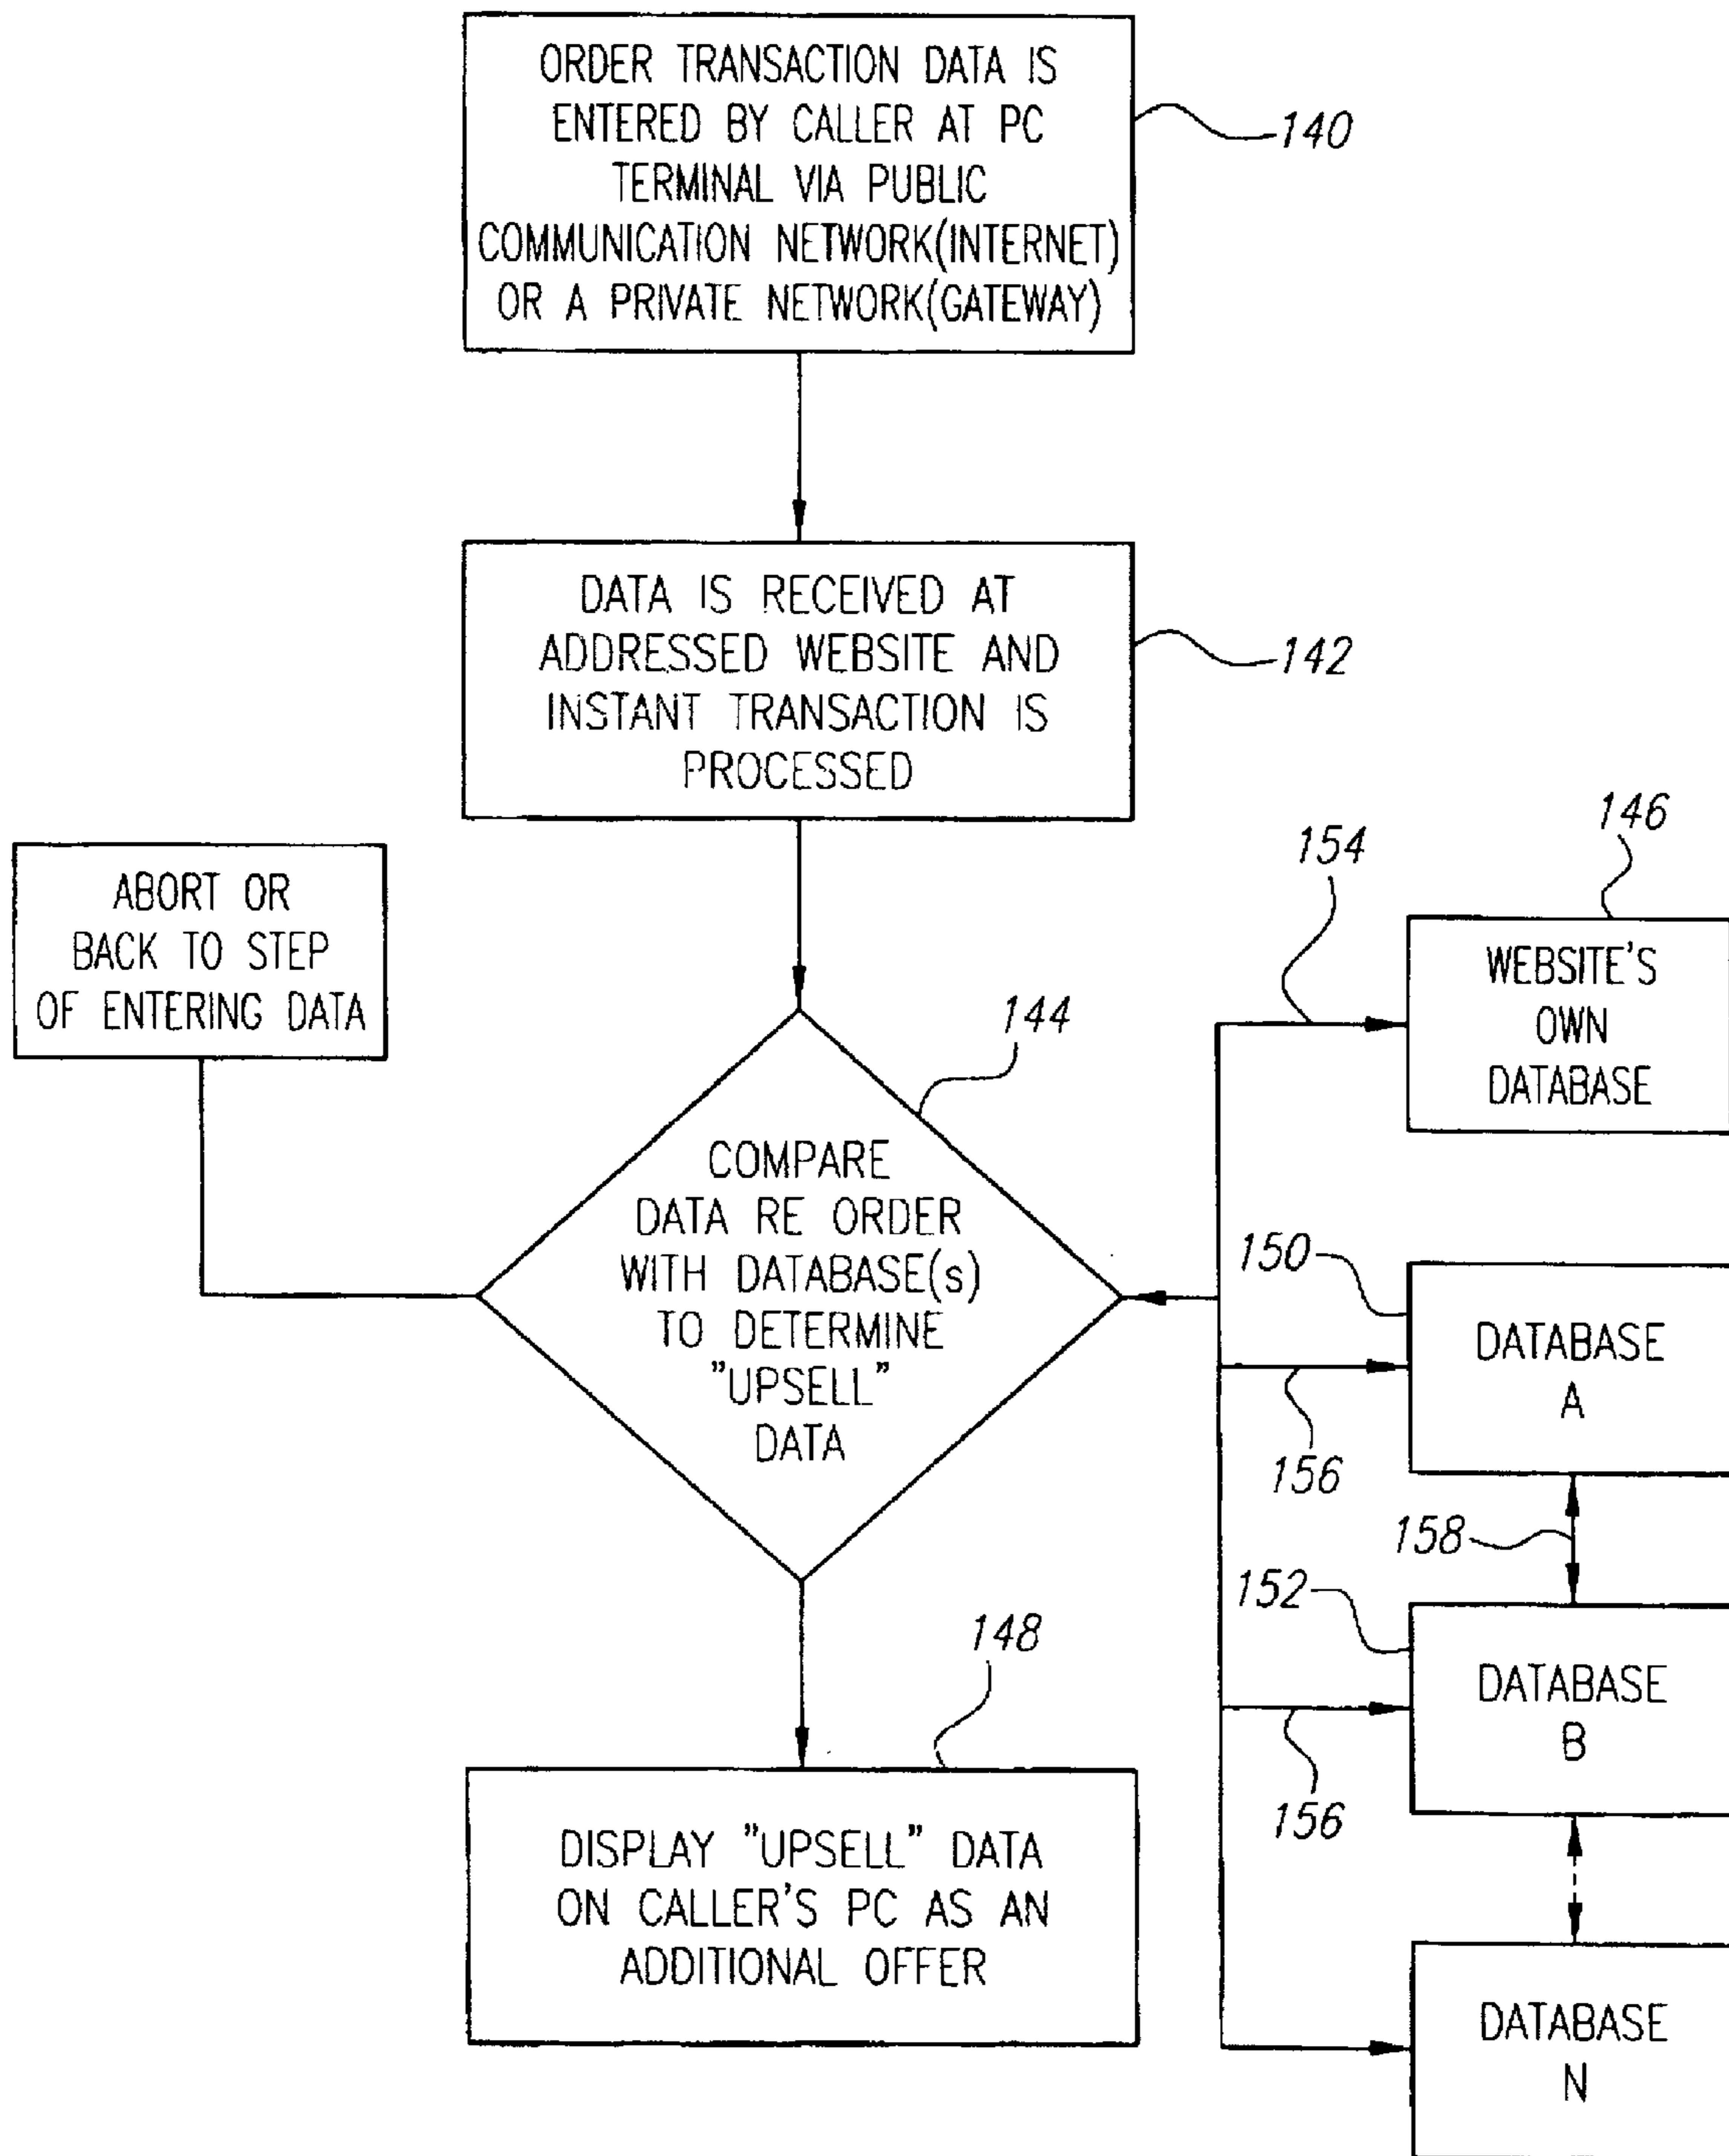 ORDER TRANSACTION DATA IS
ENTERED BY CALLER AT PC
TERMINAL VIA PUBLIC
COMMUNICATION NETWORK(INTERNET)
OR A PRIVATE NETWORK(GATEWAY)
140
DATA IS RECEIVED AT
ADDRESSED WEBSITE AND
INSTANT TRANSACTION IS
PROCESSED
142
ABORT OR
BACK TO STEP
OF ENTERING DATA
144
COMPARE
DATA RE ORDER
WITH DATABASE(s)
TO DETERMINE
"UPSELL"
DATA
154
146
WEBSITE'S
OWN
DATABASE
150
DATABASE
A
156
158
152
DATABASE
B
156
148
DISPLAY "UPSELL" DATA
ON CALLER'S PC AS AN
ADDITIONAL OFFER
DATABASE
N